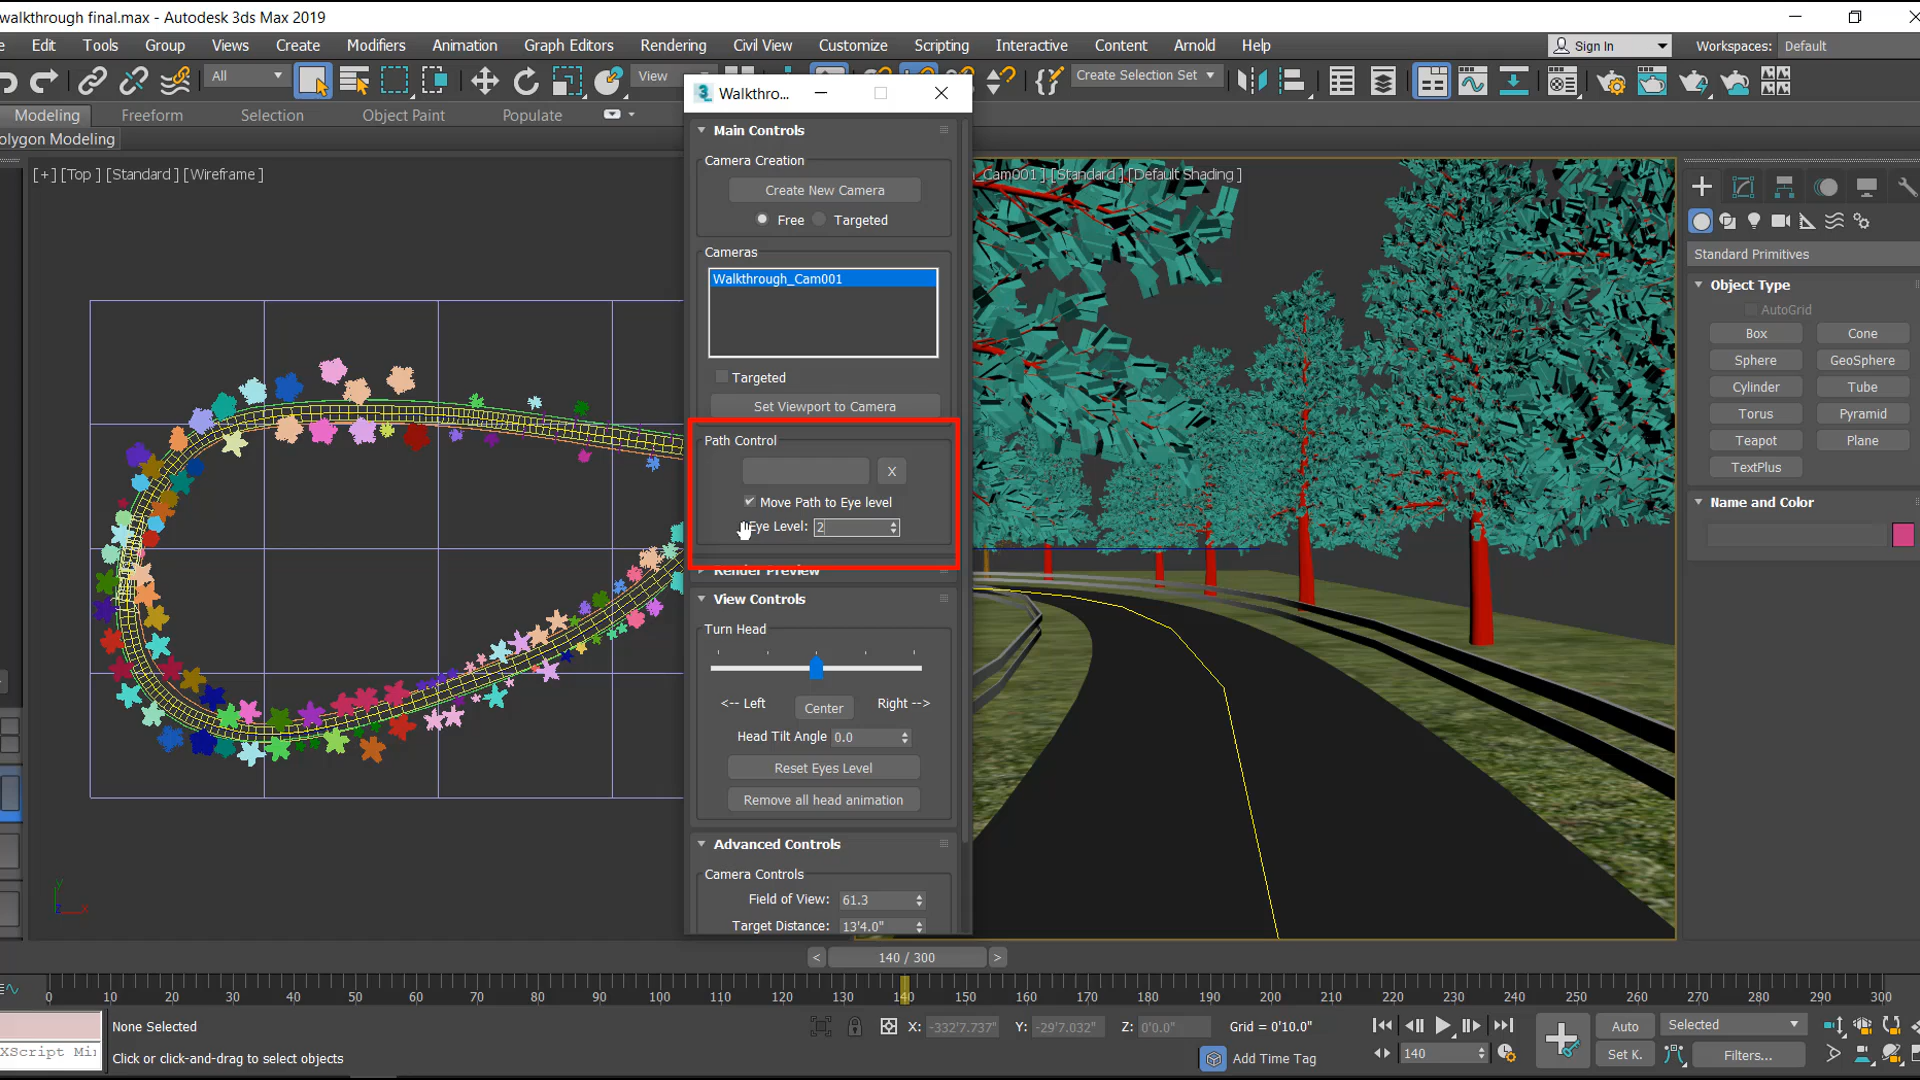 walkthrough final.max - Autodesk 3ds Max 2019
Edit Tools Group Views Create Modifiers Animation Graph Editors Rendering Civil View Customize Scripting Interactive Content Arnold Help
Sign In
Workspaces: Default
All
View
Create Selection Set
Modeling Freeform Selection Object Paint Populate
olygon Modeling
[+] [Top ] [Standard ] [Wireframe ]
_Cam001 ] [Standard ] [Default Shading ]
Walkthro...
Main Controls
Camera Creation
Create New Camera
Free Targeted
Cameras
Walkthrough_Cam001
Targeted
Set Viewport to Camera
Path Control
X
Move Path to Eye level
Eye Level: 2
Render Preview
View Controls
Turn Head
<-- Left Center Right -->
Head Tilt Angle 0.0
Reset Eyes Level
Remove all head animation
Advanced Controls
Camera Controls
Field of View: 61.3
Target Distance: 13'4.0"
Standard Primitives
Object Type
AutoGrid
Box Cone
Sphere GeoSphere
Cylinder Tube
Torus Pyramid
Teapot Plane
TextPlus
Name and Color
y
x
< 140 / 300 >
0 10 20 30 40 50 60 70 80 90 100 110 120 130 140 150 160 170 180 190 200 210 220 230 240 250 260 270 280 290 300
None Selected
X: -332'7.737" Y: -29'7.032" Z: 0'0.0" Grid = 0'10.0"
Auto Selected
XScript Mi
Click or click-and-drag to select objects
Add Time Tag
140
Set K. Filters...